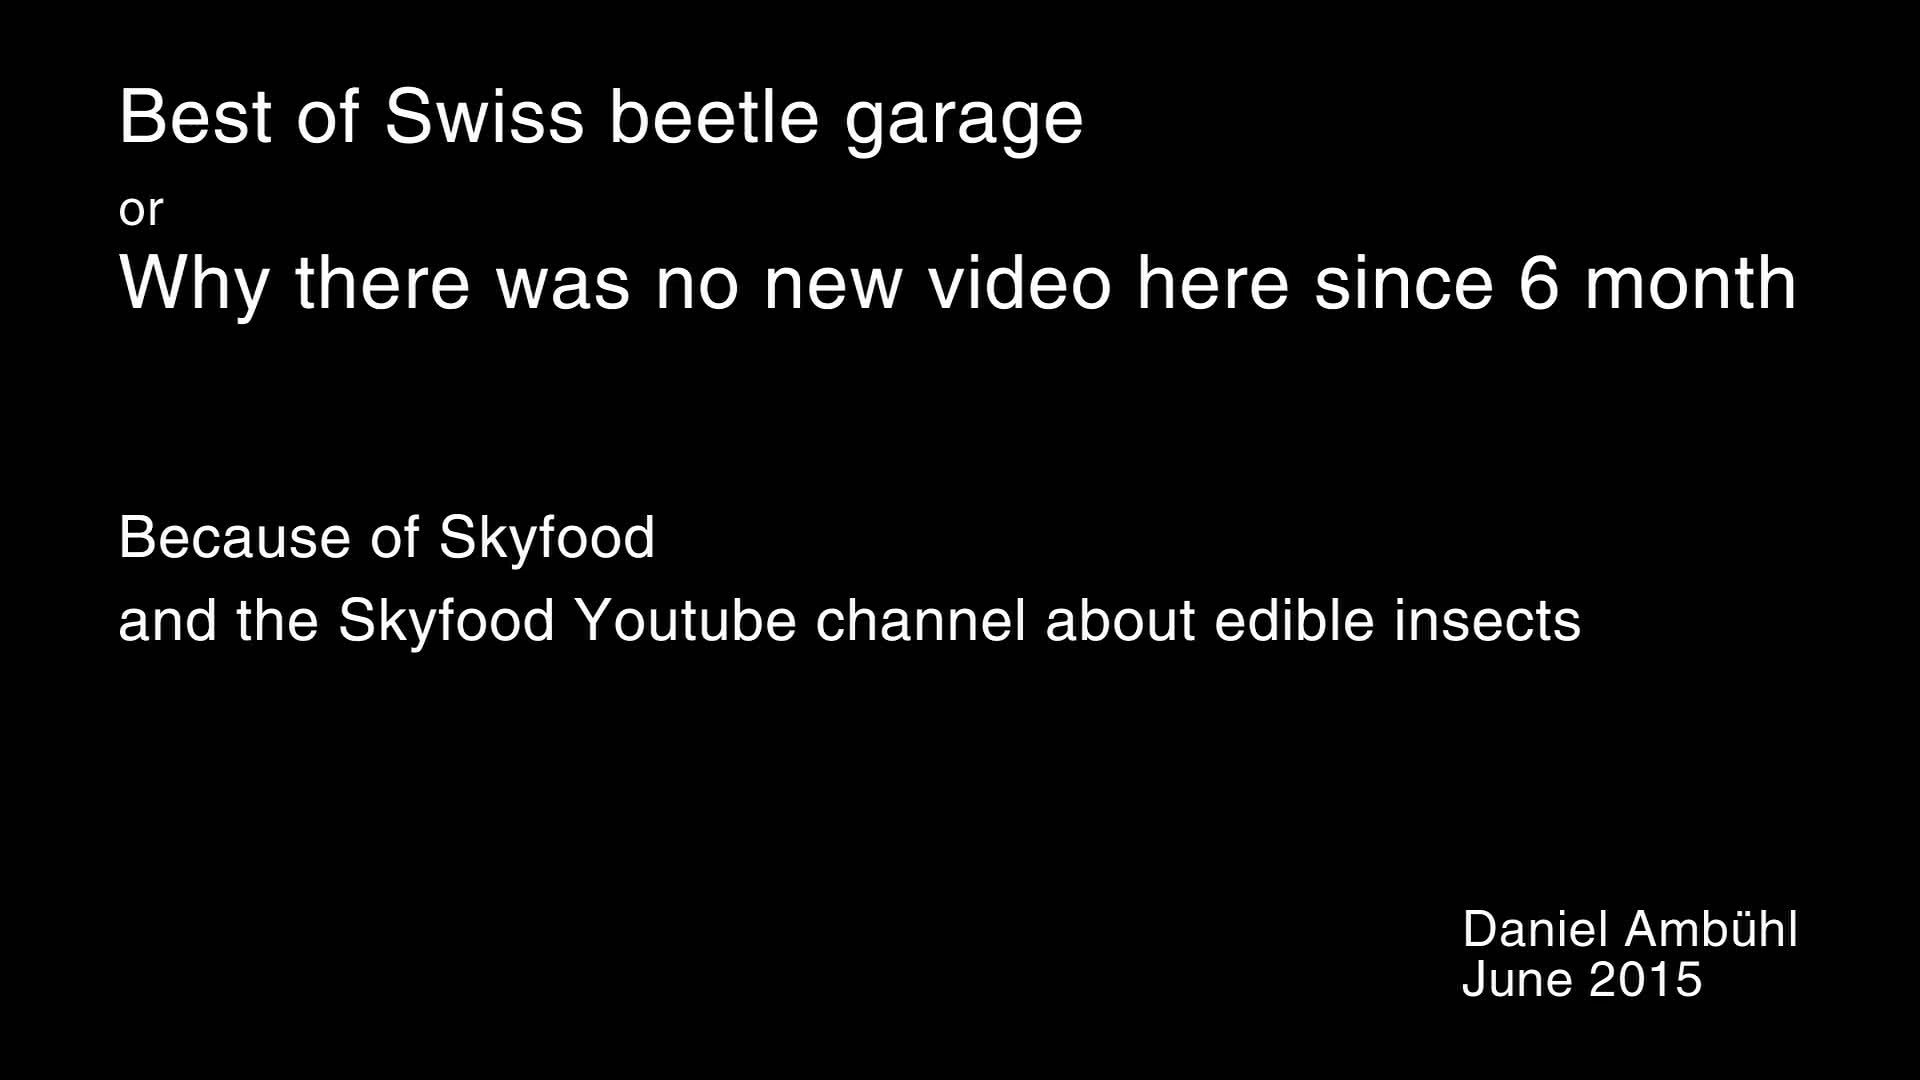 Best of Swiss beetle garage
or
Why there was no new video here since 6 month
Because of Skyfood
and the Skyfood Youtube channel about edible insects
Daniel Ambühl
June 2015